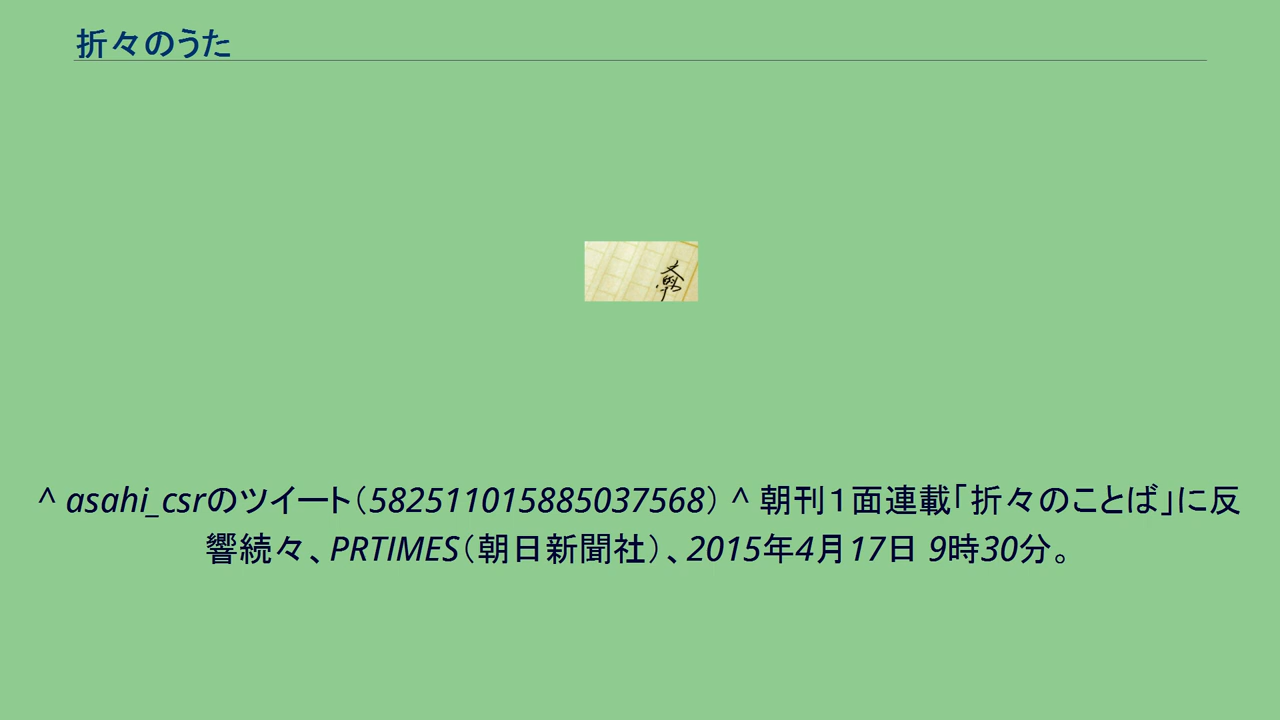 折々のうた
^ asahi_csrのツイート（582511015885037568） ^ 朝刊１面連載「折々のことば」に反
響続々、PRTIMES（朝日新聞社）、2015年4月17日 9時30分。